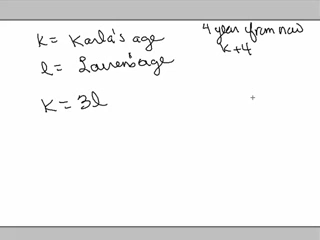 k = Karla's age
l = Lauren's age
k = 3l
4 year from now
k + 4